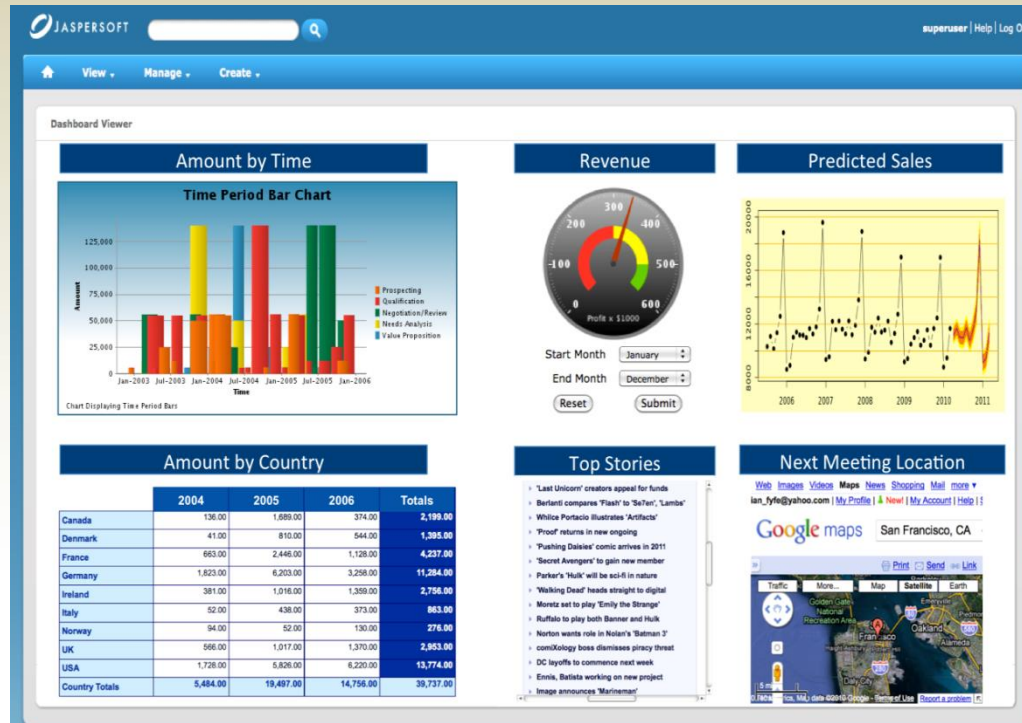 JASPERSOFT
superuser | Help | Log O
View Manage Create
Dashboard Viewer
Amount by Time
Time Period Bar Chart
125,000
100,000
75,000
50,000
25,000
0
Amount
Jan-2003 Jul-2003 Jan-2004 Jul-2004 Jan-2005 Jul-2005 Jan-2006
Time
Prospecting
Qualification
Negotiation/Review
Needs Analysis
Value Proposition
Chart Displaying Time Period Bars
Revenue
0 100 200 300 400 500 600
Profit x $1000
Start Month January
End Month December
Reset Submit
Predicted Sales
20000
16000
12000
8000
2006 2007 2008 2009 2010 2011
Amount by Country
2004 2005 2006 Totals
Canada 136.00 1,689.00 374.00 2,199.00
Denmark 41.00 810.00 544.00 1,395.00
France 663.00 2,446.00 1,128.00 4,237.00
Germany 1,823.00 6,203.00 3,258.00 11,284.00
Ireland 381.00 1,016.00 1,359.00 2,756.00
Italy 52.00 438.00 373.00 863.00
Norway 94.00 52.00 130.00 276.00
UK 566.00 1,017.00 1,370.00 2,953.00
USA 1,728.00 5,826.00 6,220.00 13,774.00
Country Totals 5,484.00 19,497.00 14,756.00 39,737.00
Top Stories
'Last Unicorn' creators appeal for funds
Berlanti compares 'Flash' to 'Se7en', 'Lambs'
Whilce Portacio illustrates 'Artifacts'
'Proof' returns in new ongoing
'Pushing Daisies' comic arrives in 2011
'Secret Avengers' to gain new member
Parker's 'Hulk' will be sci-fi in nature
'Walking Dead' heads straight to digital
Moretz set to play 'Emily the Strange'
Ruffalo to play both Banner and Hulk
Norton wants role in Nolan's 'Batman 3'
comiXology boss dismisses piracy threat
DC layoffs to commence next week
Ennis, Batista working on new project
Image announces 'Marineman'
Next Meeting Location
Web Images Videos Maps News Shopping Mail more
ian_fyfe@yahoo.com | My Profile | New! | My Account | Help |
Google maps San Francisco, CA
Print Send Link
Traffic More... Map Satellite Earth
Golden Gate
National
Recreation Area
Emeryville
Piedmon
Oakland
Alameda
Daly City
5 mi
Map data ©2010 Google - Terms of Use Report a problem